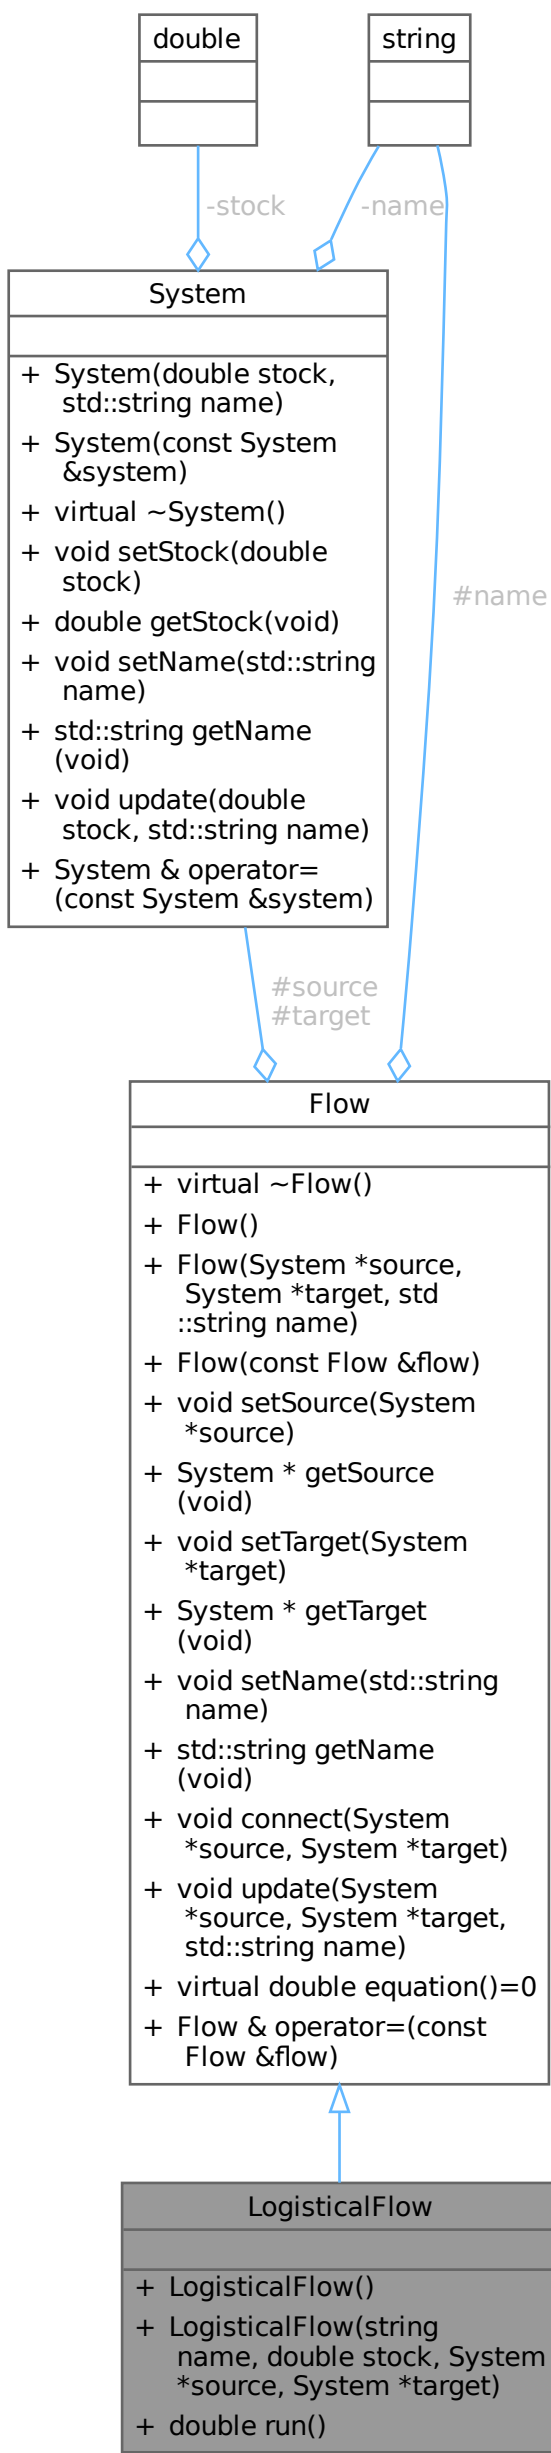 double
string
-stock
-name
System
+ System(double stock,
std::string name)
+ System(const System
&system)
+ virtual ~System()
+ void setStock(double
stock)
+ double getStock(void)
+ void setName(std::string
name)
+ std::string getName
(void)
+ void update(double
stock, std::string name)
+ System & operator=
(const System &system)
#name
#source
#target
Flow
+ virtual ~Flow()
+ Flow()
+ Flow(System *source,
System *target, std
::string name)
+ Flow(const Flow &flow)
+ void setSource(System
*source)
+ System * getSource
(void)
+ void setTarget(System
*target)
+ System * getTarget
(void)
+ void setName(std::string
name)
+ std::string getName
(void)
+ void connect(System
*source, System *target)
+ void update(System
*source, System *target,
std::string name)
+ virtual double equation()=0
+ Flow & operator=(const
Flow &flow)
LogisticalFlow
+ LogisticalFlow()
+ LogisticalFlow(string
name, double stock, System
*source, System *target)
+ double run()